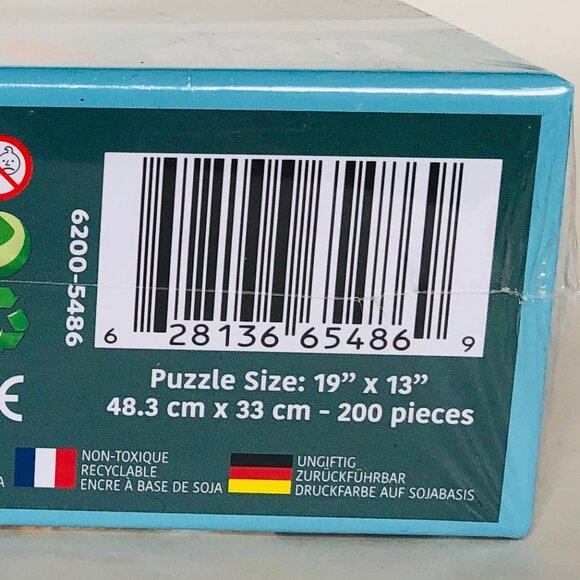 6200-5486
6 28136 65486 9
Puzzle Size: 19” x 13”
48.3 cm x 33 cm - 200 pieces
NON-TOXIQUE
RECYCLABLE
ENCRE À BASE DE SOJA
UNGIFTIG
ZURÜCKFÜHRBAR
DRUCKFARBE AUF SOJABASIS